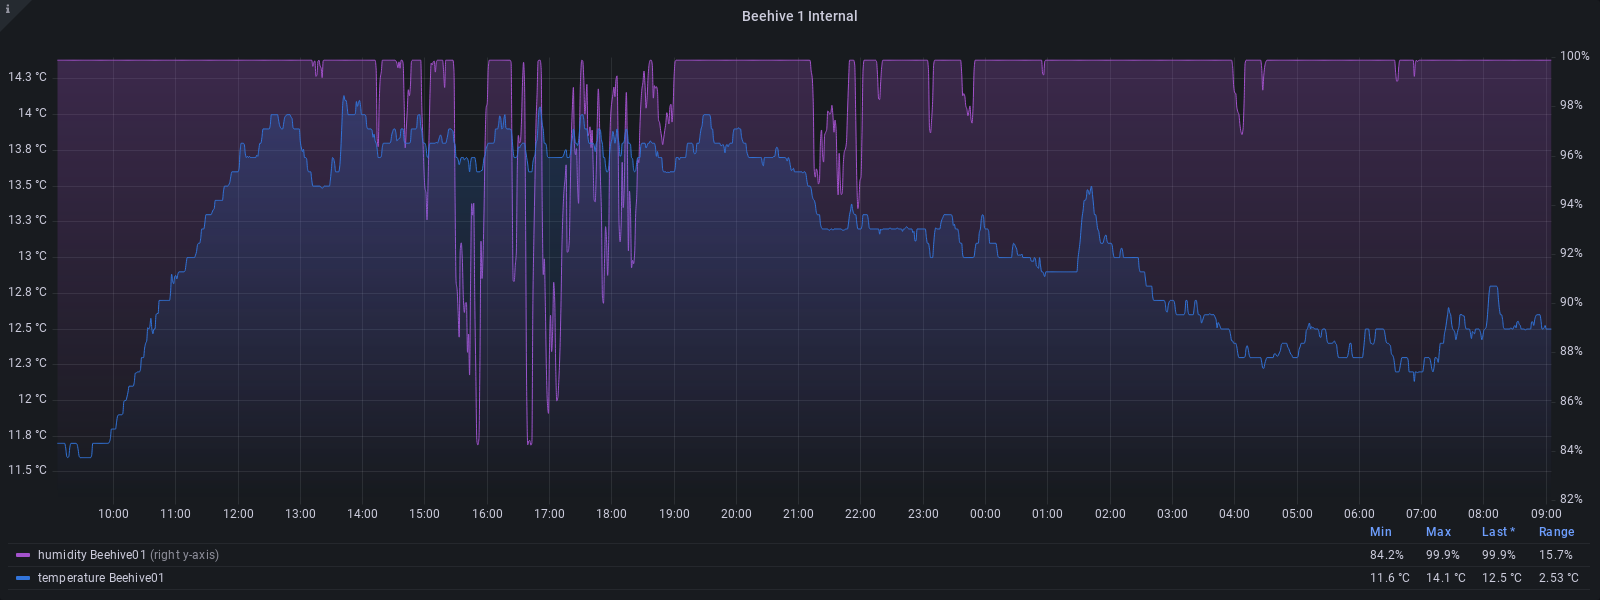 i
Beehive 1 Internal
14.3 °C
14 °C
13.8 °C
13.5 °C
13.3 °C
13 °C
12.8 °C
12.5 °C
12.3 °C
12 °C
11.8 °C
11.5 °C
100%
98%
96%
94%
92%
90%
88%
86%
84%
82%
10:00 11:00 12:00 13:00 14:00 15:00 16:00 17:00 18:00 19:00 20:00 21:00 22:00 23:00 00:00 01:00 02:00 03:00 04:00 05:00 06:00 07:00 08:00 09:00
Min Max Last * Range
humidity Beehive01 (right y-axis) 84.2% 99.9% 99.9% 15.7%
temperature Beehive01 11.6 °C 14.1 °C 12.5 °C 2.53 °C